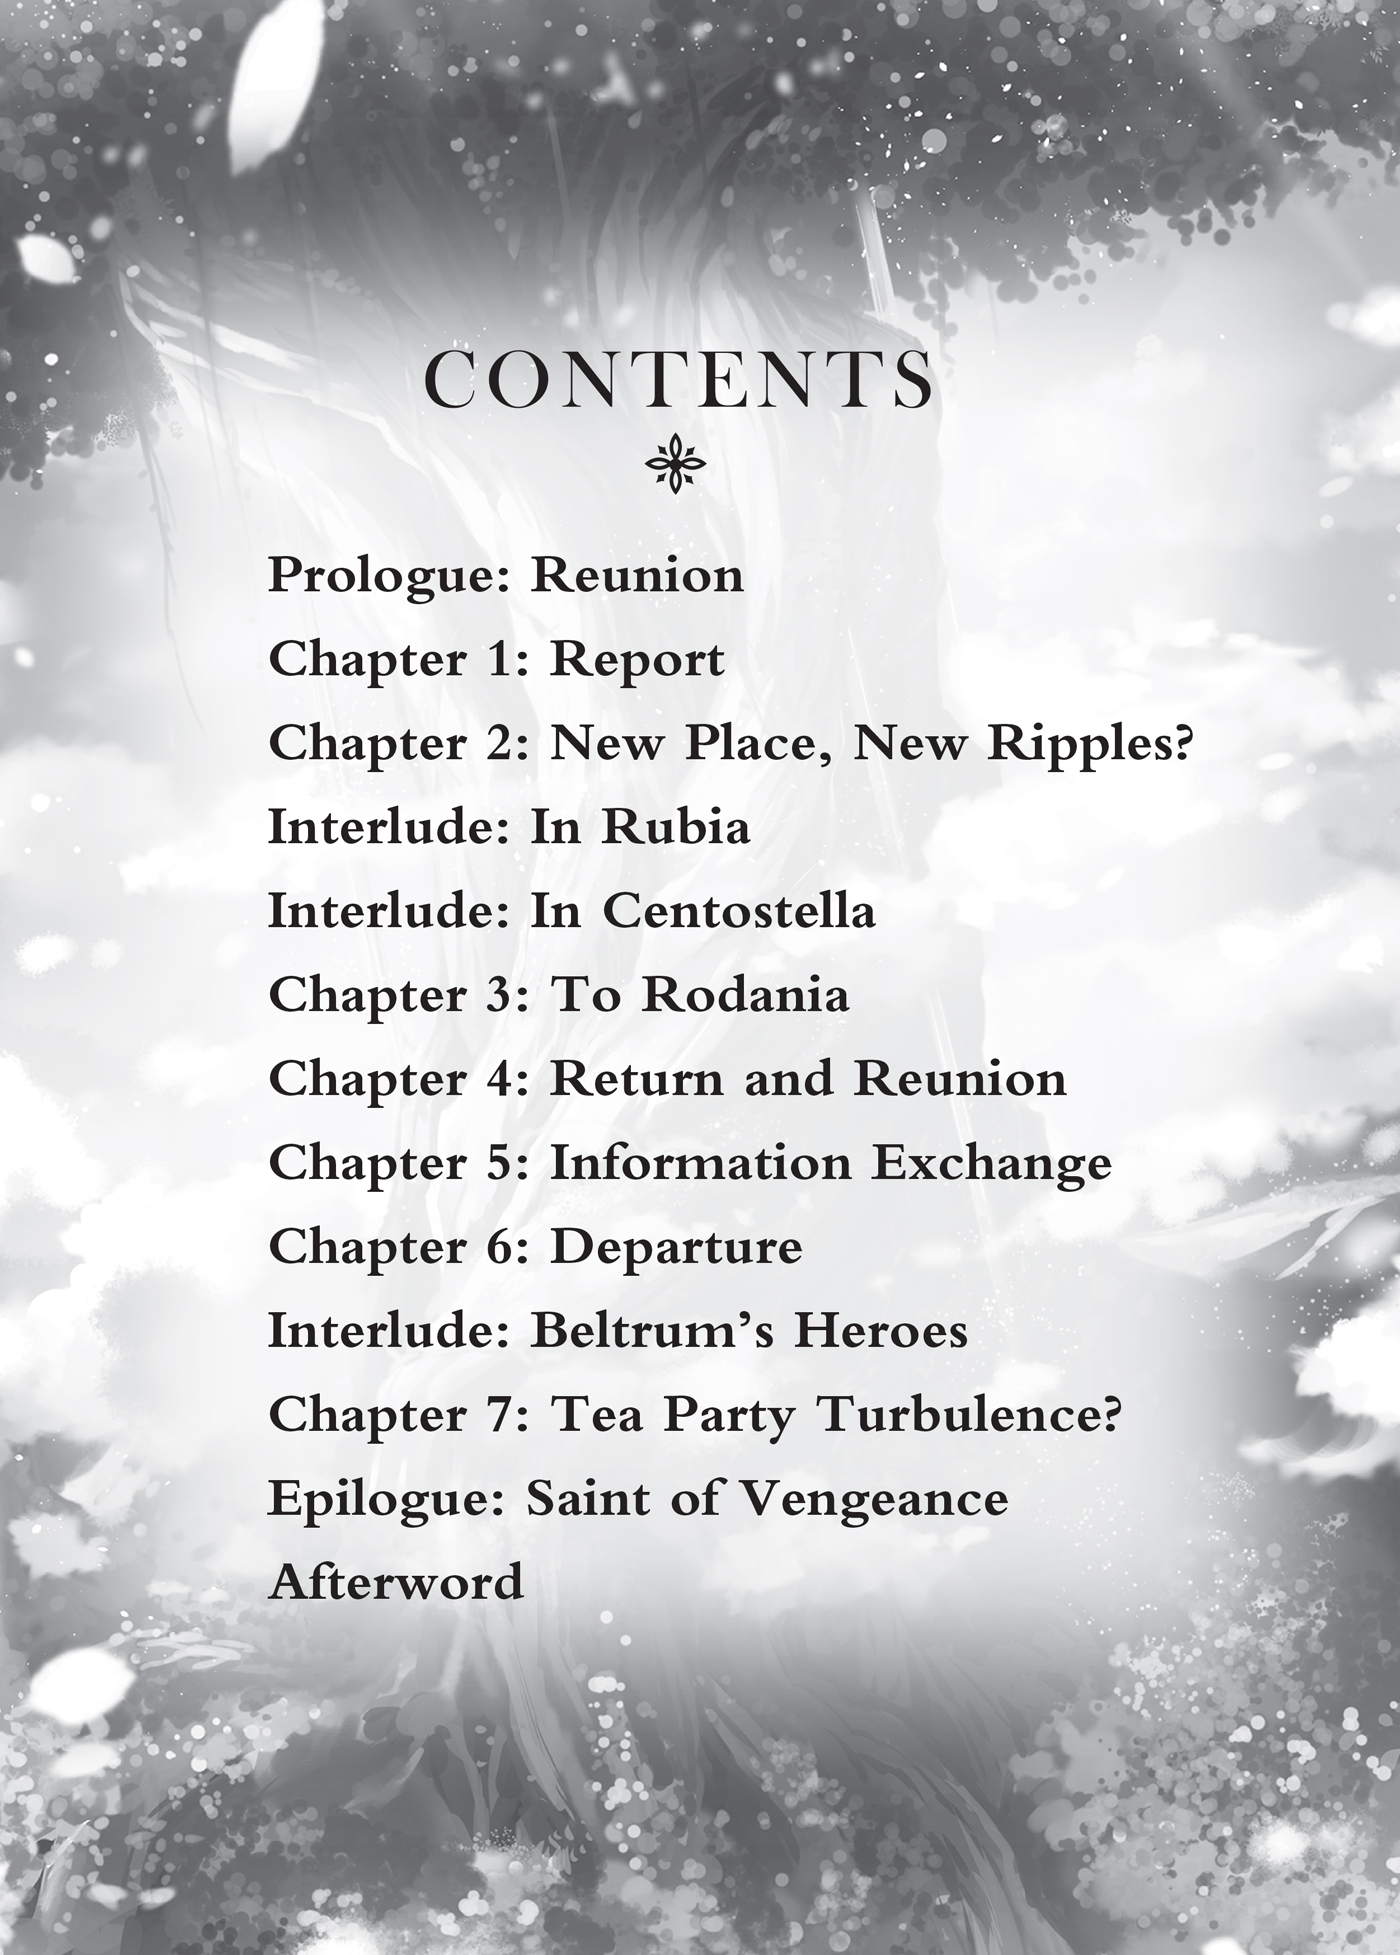 CONTENTS
Prologue: Reunion
Chapter 1: Report
Chapter 2: New Place, New Ripples?
Interlude: In Rubia
Interlude: In Centostella
Chapter 3: To Rodania
Chapter 4: Return and Reunion
Chapter 5: Information Exchange
Chapter 6: Departure
Interlude: Beltrum’s Heroes
Chapter 7: Tea Party Turbulence?
Epilogue: Saint of Vengeance
Afterword